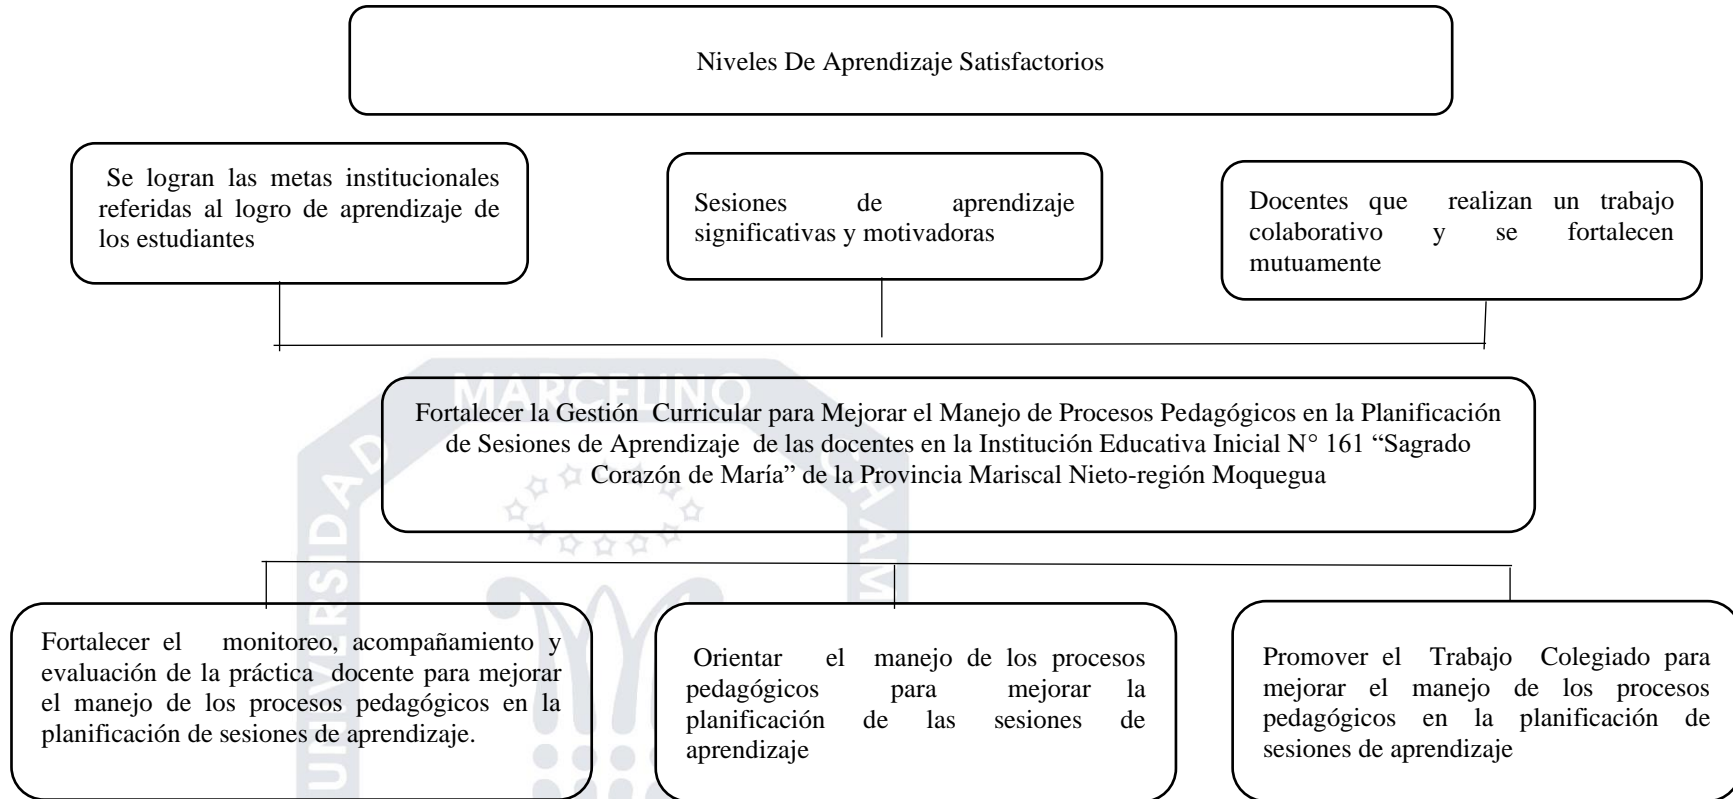 Niveles De Aprendizaje Satisfactorios
Se logran las metas institucionales
referidas al logro de aprendizaje de
los estudiantes
Sesiones de aprendizaje
significativas y motivadoras
Docentes que realizan un trabajo
colaborativo y se fortalecen
mutuamente
MARCELINO
Fortalecer la Gestión Curricular para Mejorar el Manejo de Procesos Pedagógicos en la Planificación
de Sesiones de Aprendizaje de las docentes en la Institución Educativa Inicial N° 161 “Sagrado
Corazón de María” de la Provincia Mariscal Nieto-región Moquegua
UNIVERSIDAD
CHAM
Fortalecer el monitoreo, acompañamiento y
evaluación de la práctica docente para mejorar
el manejo de los procesos pedagógicos en la
planificación de sesiones de aprendizaje.
Orientar el manejo de los procesos
pedagógicos para mejorar la
planificación de las sesiones de
aprendizaje
Promover el Trabajo Colegiado para
mejorar el manejo de los procesos
pedagógicos en la planificación de
sesiones de aprendizaje